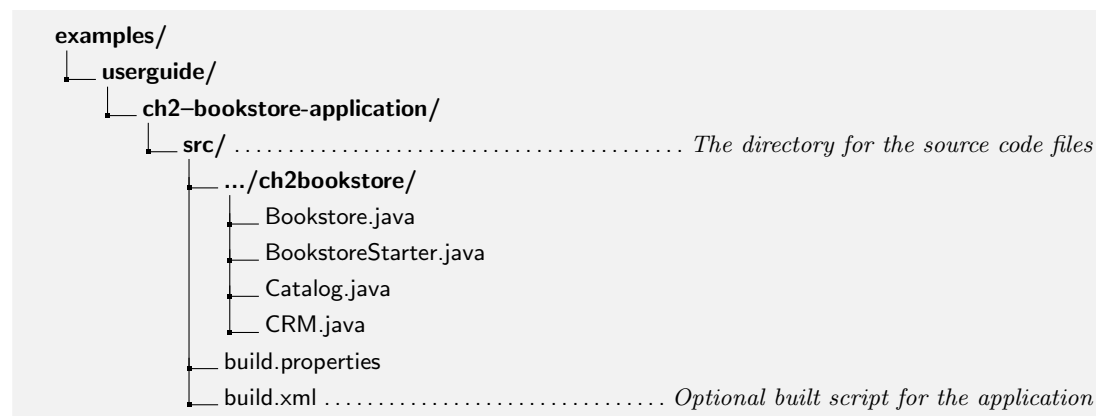 examples/
userguide/
ch2–bookstore-application/
src/ .......................................... The directory for the source code files
.../ch2bookstore/
Bookstore.java
BookstoreStarter.java
Catalog.java
CRM.java
build.properties
build.xml ................................ Optional built script for the application